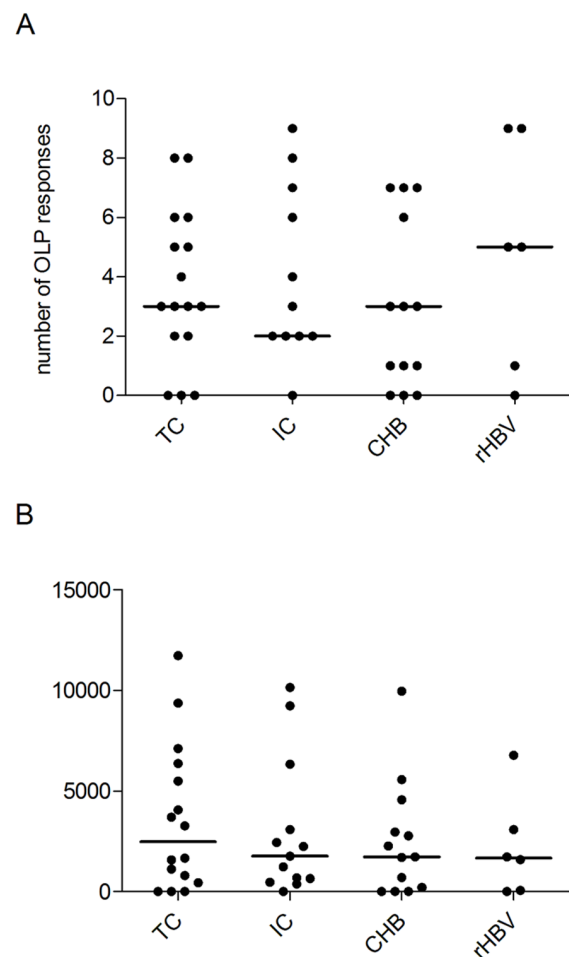 A
number of OLP responses
10
8
6
4
2
0
TC
IC
CHB
rHBV
B
15000
10000
5000
0
TC
IC
CHB
rHBV